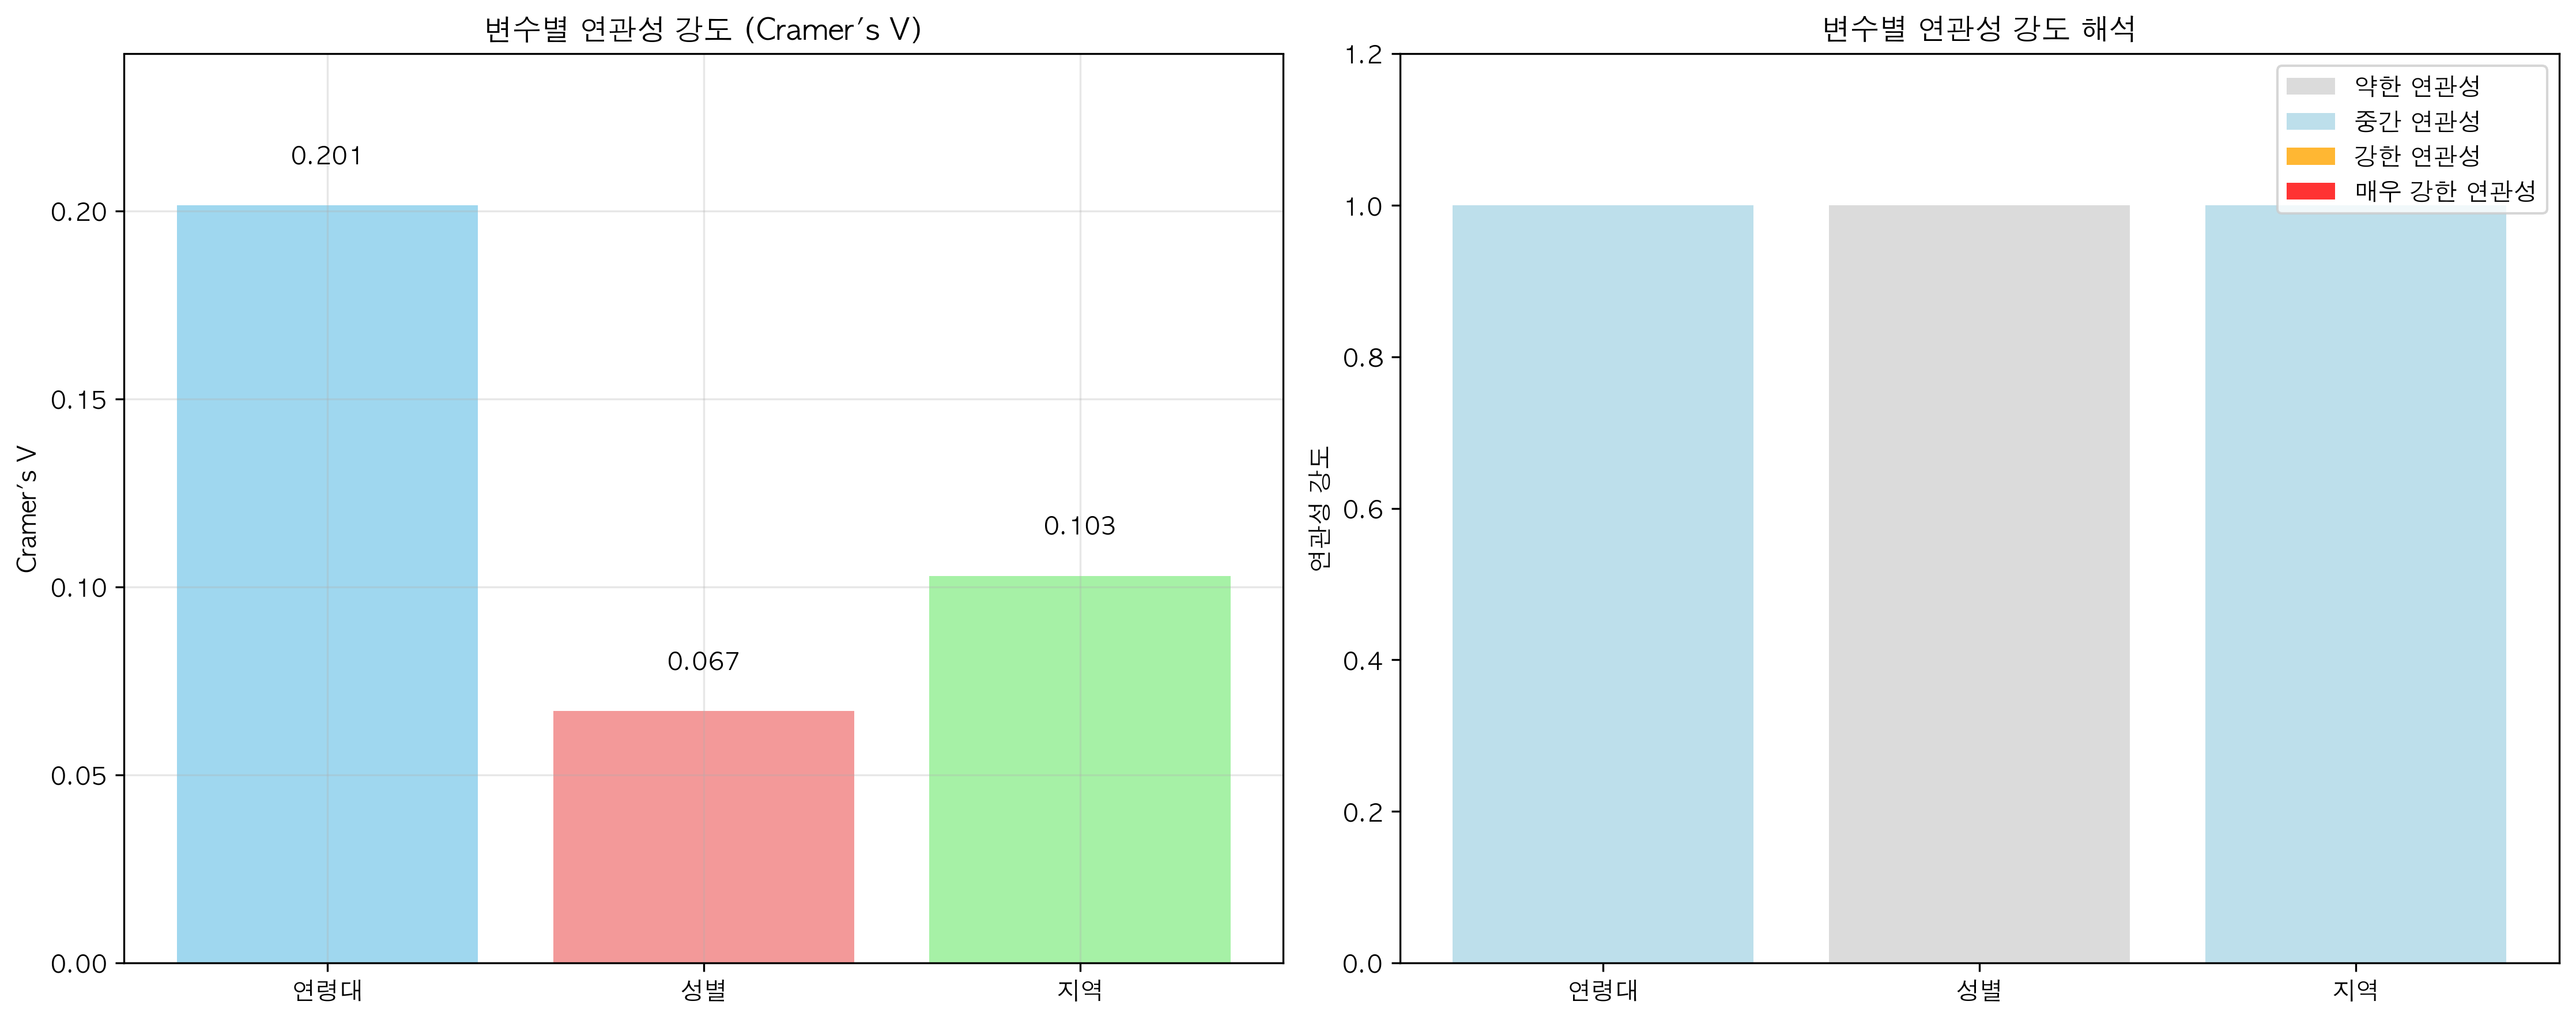 변수별 연관성 강도 (Cramer's V)
Cramer's V
0.20
0.15
0.10
0.05
0.00
0.201
0.067
0.103
연령대
성별
지역
변수별 연관성 강도 해석
연관성 강도
1.2
1.0
0.8
0.6
0.4
0.2
0.0
약한 연관성
중간 연관성
강한 연관성
매우 강한 연관성
연령대
성별
지역